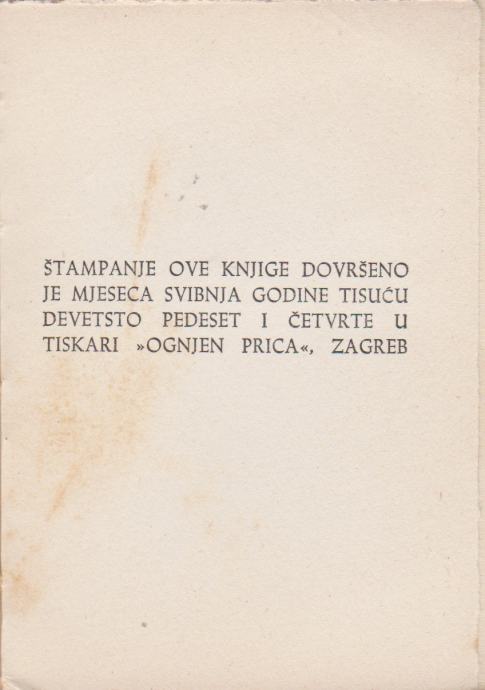 ŠTAMPANJE OVE KNJIGE DOVRŠENO
JE MJESECA SVIBNJA GODINE TISUĆU
DEVETSTO PEDESET I ČETVRTE U
TISKARI »OGNJEN PRICA«, ZAGREB